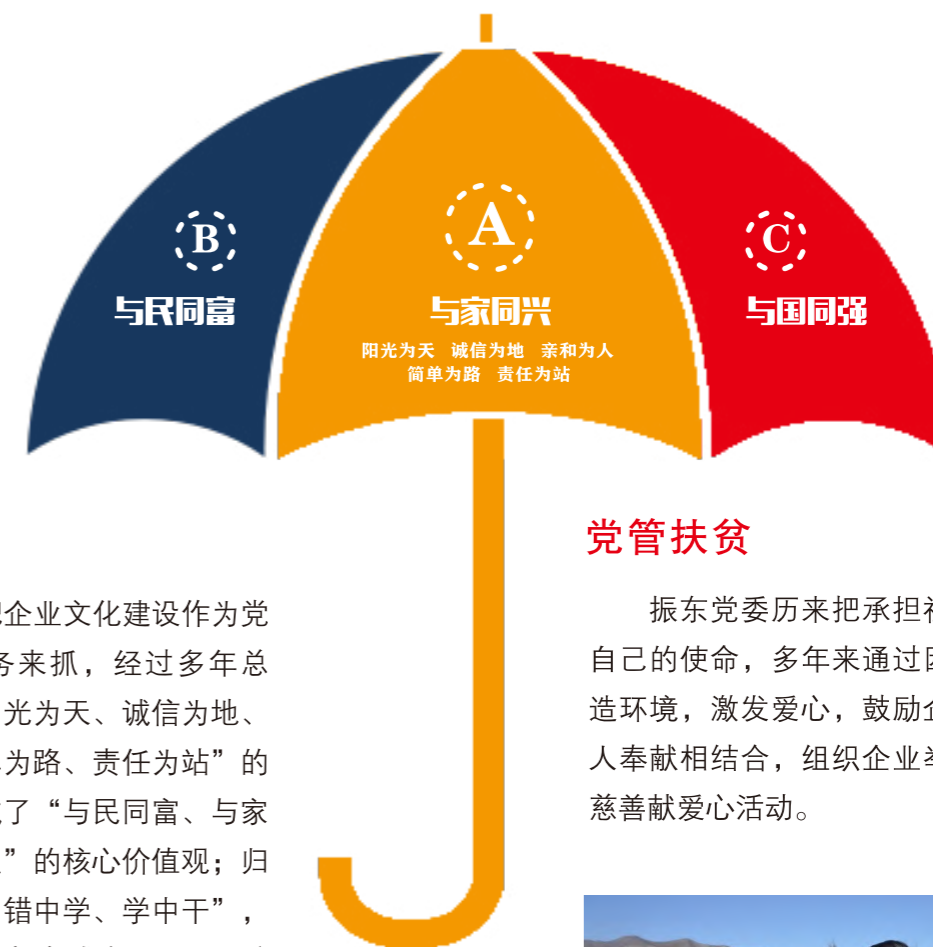 B
与民同富
A
与家同兴
阳光为天 诚信为地 亲和为人
简单为路 责任为站
C
与国同强
企业文化建设作为党
务来抓，经过多年总
光为天、诚信为地、
为路、责任为站”的
了“与民同富、与家
”的核心价值观；归
错中学、学中干”，
党管扶贫
振东党委历来把承担
自己的使命，多年来通过
造环境，激发爱心，鼓励
人奉献相结合，组织企业
慈善献爱心活动。